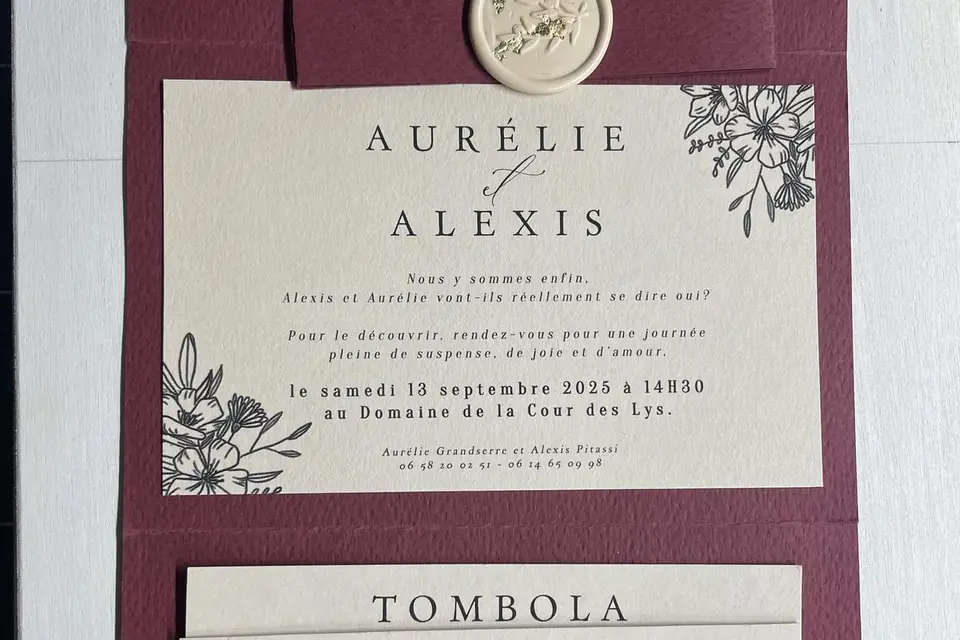 AURÉLIE
et
ALEXIS
Nous y sommes enfin,
Alexis et Aurélie vont-ils réellement se dire oui?
Pour le découvrir, rendez-vous pour une journée
pleine de suspense, de joie et d'amour,
le samedi 13 septembre 2025 à 14H30
au Domaine de la Cour des Lys.
Aurélie Grandserre et Alexis Pitassi
06 58 20 02 51 - 06 14 65 09 98
TOMBOLA